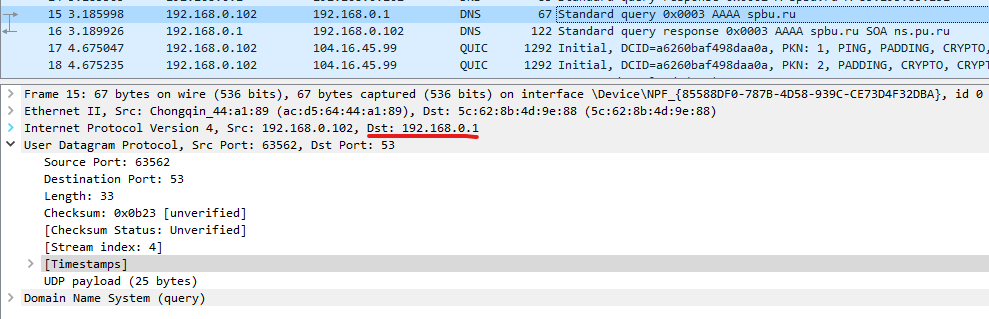 15 3.185998 192.168.0.102 192.168.0.1 DNS 67 Standard query 0x0003 AAAA spbu.ru
16 3.189926 192.168.0.1 192.168.0.102 DNS 122 Standard query response 0x0003 AAAA spbu.ru SOA ns.pu.ru
17 4.675047 192.168.0.102 104.16.45.99 QUIC 1292 Initial, DCID=a6260baf498daa0a, PKN: 1, PING, PADDING, CRYPTO,
18 4.675235 192.168.0.102 104.16.45.99 QUIC 1292 Initial, DCID=a6260baf498daa0a, PKN: 2, PADDING, CRYPTO,
Frame 15: 67 bytes on wire (536 bits), 67 bytes captured (536 bits) on interface \Device\NPF_{85588DF0-787B-4D58-939C-CE73D4F32DBA}, id 0
Ethernet II, Src: Chongqin_44:a1:89 (ac:d5:64:44:a1:89), Dst: 5c:62:8b:4d:9e:88 (5c:62:8b:4d:9e:88)
Internet Protocol Version 4, Src: 192.168.0.102, Dst: 192.168.0.1
User Datagram Protocol, Src Port: 63562, Dst Port: 53
Source Port: 63562
Destination Port: 53
Length: 33
Checksum: 0x0b23 [unverified]
[Checksum Status: Unverified]
[Stream index: 4]
[Timestamps]
UDP payload (25 bytes)
Domain Name System (query)